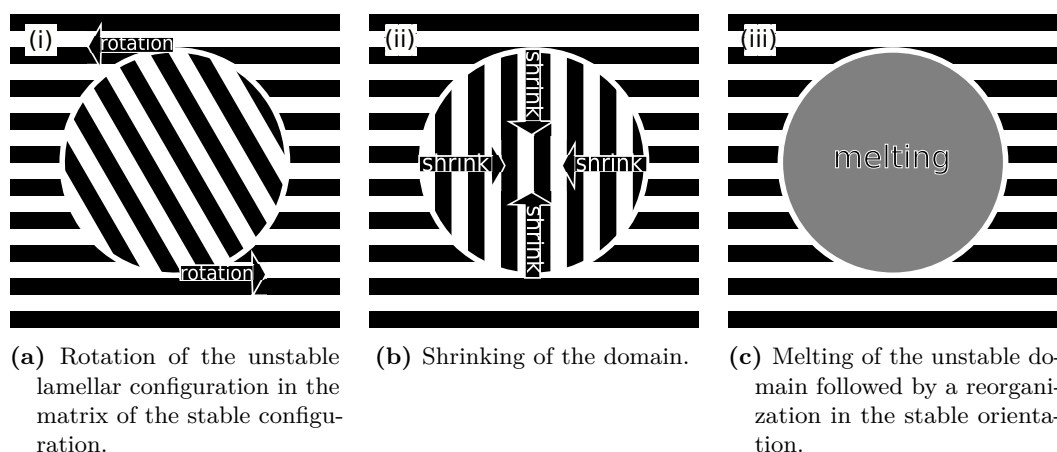 (i)
rotation
rotation
(ii)
shrink
shrink
shrink
shrink
(iii)
melting
(a) Rotation of the unstable
lamellar configuration in the
matrix of the stable configu-
ration.
(b) Shrinking of the domain.
(c) Melting of the unstable do-
main followed by a reorgani-
zation in the stable orienta-
tion.